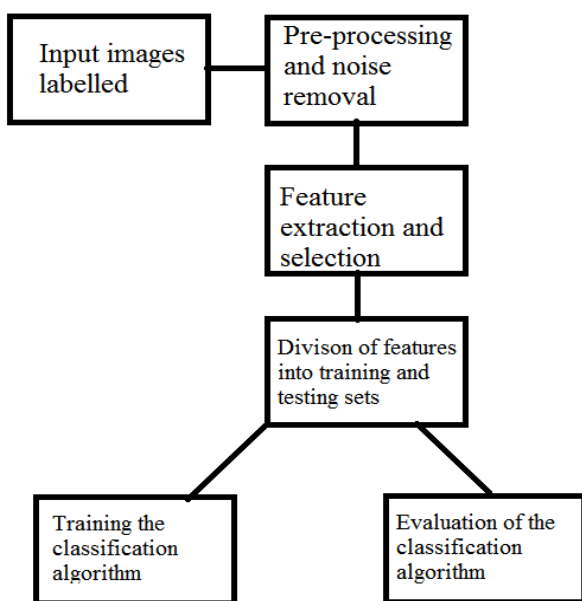 Input images
labelled
Pre-processing
and noise
removal
Feature
extraction and
selection
Divison of features
into training and
testing sets
Training the
classification
algorithm
Evaluation of the
classification
algorithm